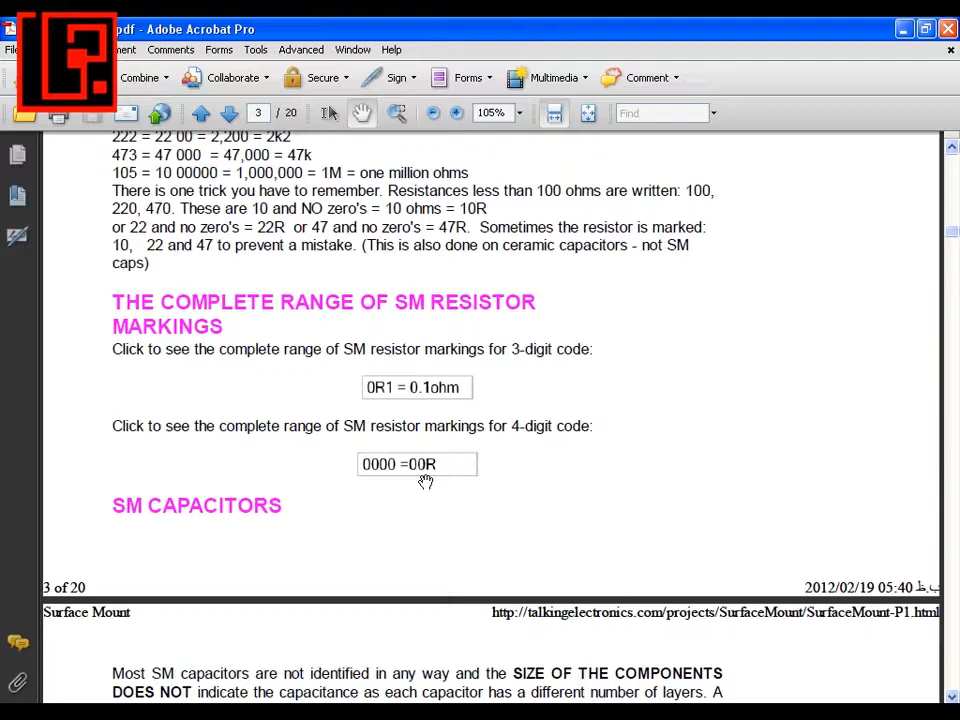 pdf - Adobe Acrobat Pro
ment Comments Forms Tools Advanced Window Help
Combine Collaborate Secure Sign Forms Multimedia Comment
3 / 20 105% Find
222 = 22 00 = 2,200 = 2k2
473 = 47 000 = 47,000 = 47k
105 = 10 00000 = 1,000,000 = 1M = one million ohms
There is one trick you have to remember. Resistances less than 100 ohms are written: 100,
220, 470. These are 10 and NO zero's = 10 ohms = 10R
or 22 and no zero's = 22R or 47 and no zero's = 47R. Sometimes the resistor is marked:
10, 22 and 47 to prevent a mistake. (This is also done on ceramic capacitors - not SM
caps)
THE COMPLETE RANGE OF SM RESISTOR
MARKINGS
Click to see the complete range of SM resistor markings for 3-digit code:
0R1 = 0.1ohm
Click to see the complete range of SM resistor markings for 4-digit code:
0000 =00R
SM CAPACITORS
3 of 20 2012/02/19 05:40 ب.ظ
Surface Mount http://talkingelectronics.com/projects/SurfaceMount/SurfaceMount-P1.html
Most SM capacitors are not identified in any way and the SIZE OF THE COMPONENTS
DOES NOT indicate the capacitance as each capacitor has a different number of layers. A